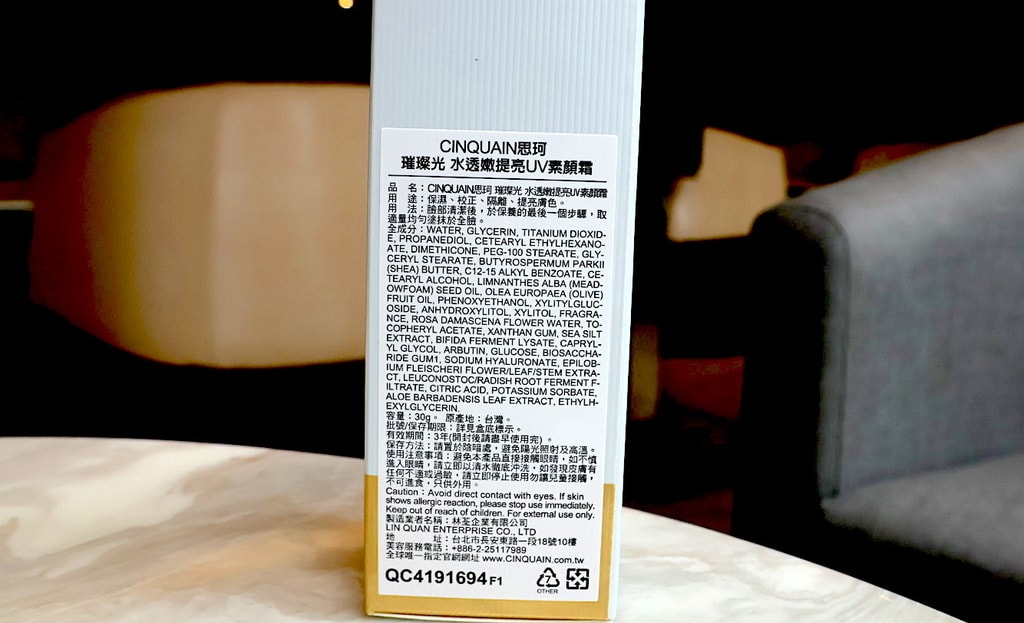 CINQUAIN思珂
璀璨光 水透嫩提亮UV素顏霜
品 名：CINQUAIN思珂 璀璨光 水透嫩提亮UV素顏霜
用 途：保濕、校正、隔離、提亮膚色。
用 法：臉部清潔後，於保養的最後一個步驟，取
適量均勻塗抹於全臉。
全成分：WATER, GLYCERIN, TITANIUM DIOXID-
E, PROPANEDIOL, CETEARYL ETHYLHEXANO-
ATE, DIMETHICONE, PEG-100 STEARATE, GLY-
CERYL STEARATE, BUTYROSPERMUM PARKII
(SHEA) BUTTER, C12-15 ALKYL BENZOATE, CE-
TEARYL ALCOHOL, LIMNANTHES ALBA (MEAD-
OWFOAM) SEED OIL, OLEA EUROPAEA (OLIVE)
FRUIT OIL, PHENOXYETHANOL, XYLITYLGLUC-
OSIDE, ANHYDROXYLITOL, XYLITOL, FRAGRA-
NCE, ROSA DAMASCENA FLOWER WATER, TO-
COPHERYL ACETATE, XANTHAN GUM, SEA SILT
EXTRACT, BIFIDA FERMENT LYSATE, CAPRYL-
YL GLYCOL, ARBUTIN, GLUCOSE, BIOSACCHA-
RIDE GUM1, SODIUM HYALURONATE, EPILOB-
IUM FLEISCHERI FLOWER/LEAF/STEM EXTRA-
CT, LEUCONOSTOC/RADISH ROOT FERMENT F-
ILTRATE, CITRIC ACID, POTASSIUM SORBATE,
ALOE BARBADENSIS LEAF EXTRACT, ETHYLH-
EXYLGLYCERIN.
容量：30g。 原產地：台灣。
批號/保存期限：詳見盒底標示。
有效期間：3年(開封後請盡早使用完)。
保存方法：請置於陰暗處，避免陽光照射及高溫。
使用注意事項：避免本產品直接接觸眼睛，如不慎
進入眼睛，請立即以清水徹底沖洗，如發現皮膚有
任何不適或過敏，請立即停止使用勿讓兒童接觸，
不可進食，只供外用。
Caution：Avoid direct contact with eyes. If skin
shows allergic reaction, please stop use immediately.
Keep out of reach of children. For external use only.
製造業者名稱：林荃企業有限公司
LIN QUAN ENTERPRISE CO., LTD
地 址：台北市長安東路一段18號10樓
美容服務電話：+886-2-25117989
全球唯一指定官網網址 www.CINQUAIN.com.tw
QC4191694F1
7
OTHER